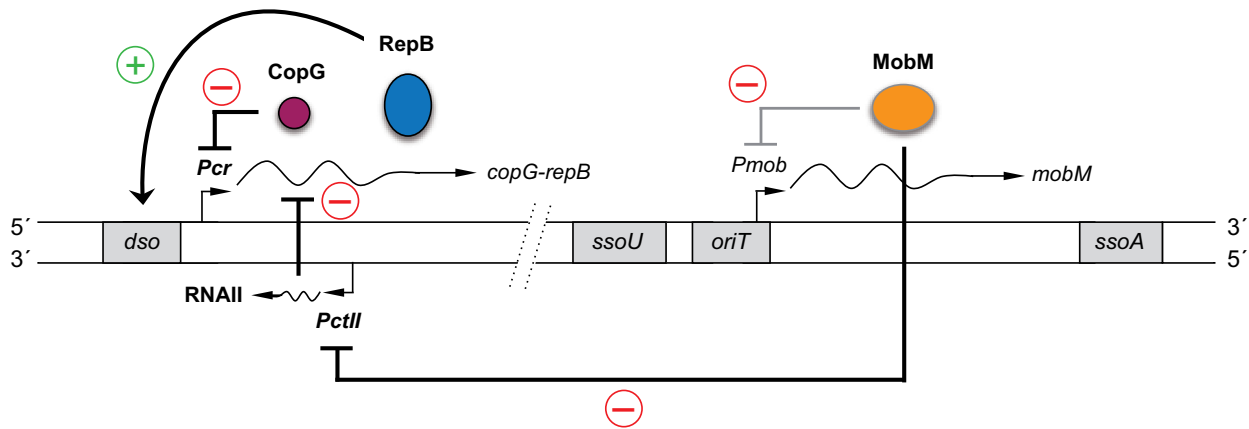 RepB
CopG
MobM
Pcr
Pmob
copG-repB
mobM
5´
dso
ssoU
oriT
ssoA
3´
3´
5´
RNAII
PctII